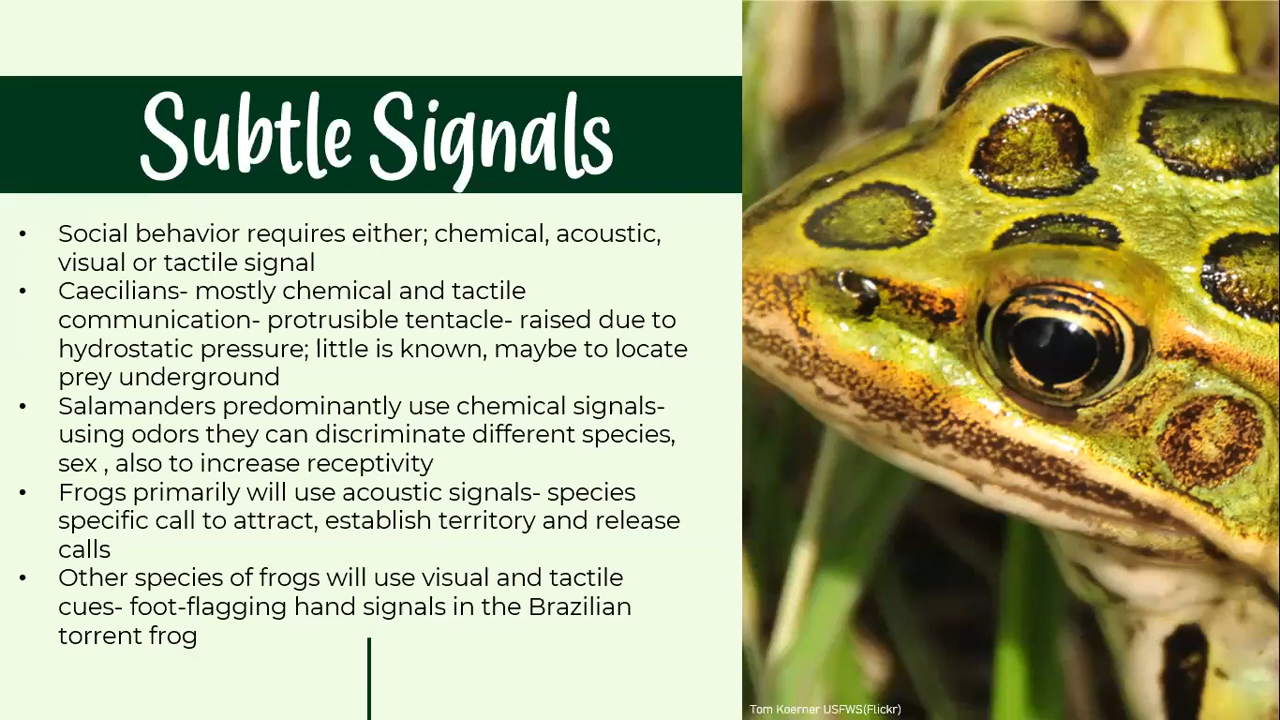 Subtle Signals
• Social behavior requires either; chemical, acoustic,
visual or tactile signal
• Caecilians- mostly chemical and tactile
communication- protrusible tentacle- raised due to
hydrostatic pressure; little is known, maybe to locate
prey underground
• Salamanders predominantly use chemical signals-
using odors they can discriminate different species,
sex , also to increase receptivity
• Frogs primarily will use acoustic signals- species
specific call to attract, establish territory and release
calls
• Other species of frogs will use visual and tactile
cues- foot-flagging hand signals in the Brazilian
torrent frog
Tom Koerner USFWS(Flickr)